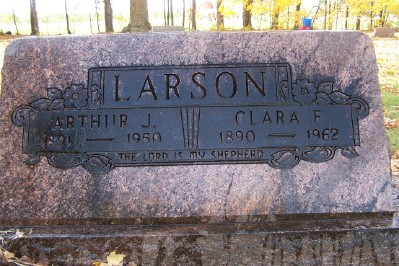 LARSON
ARTHUR J. CLARA F.
— 1950 1890 — 1962
THE LORD IS MY SHEPHERD